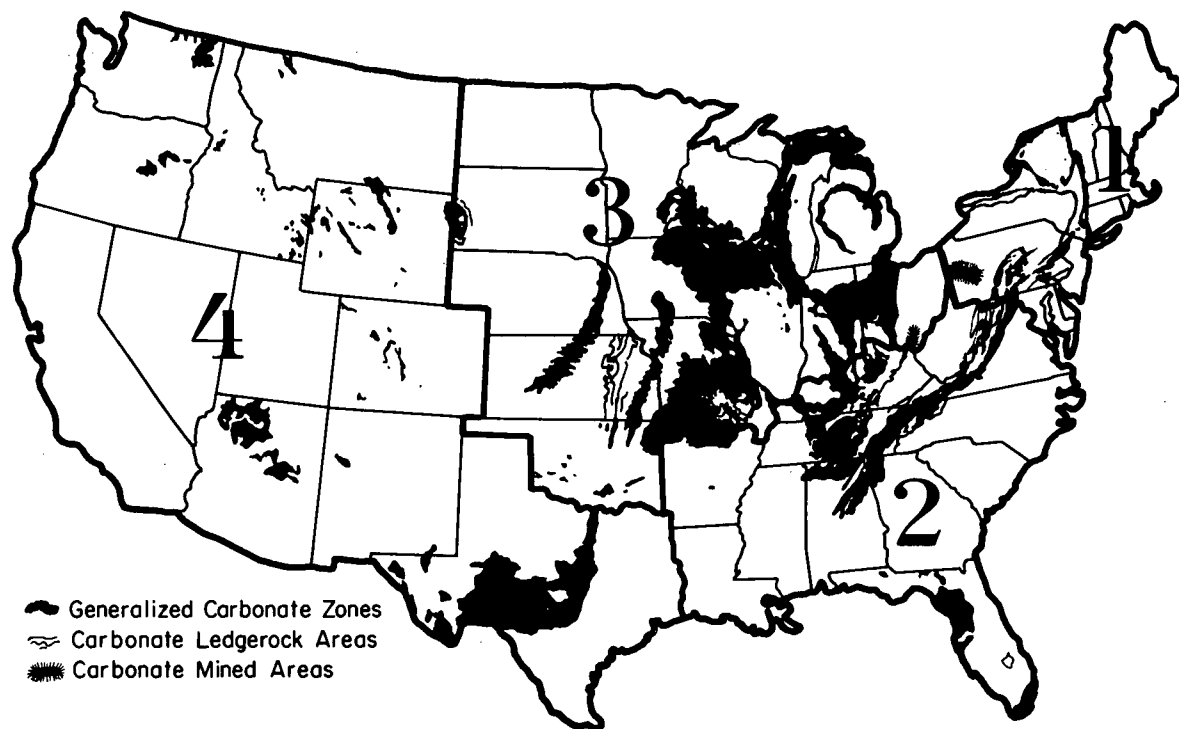 1
3
4
2
Generalized Carbonate Zones
Carbonate Ledgerock Areas
Carbonate Mined Areas